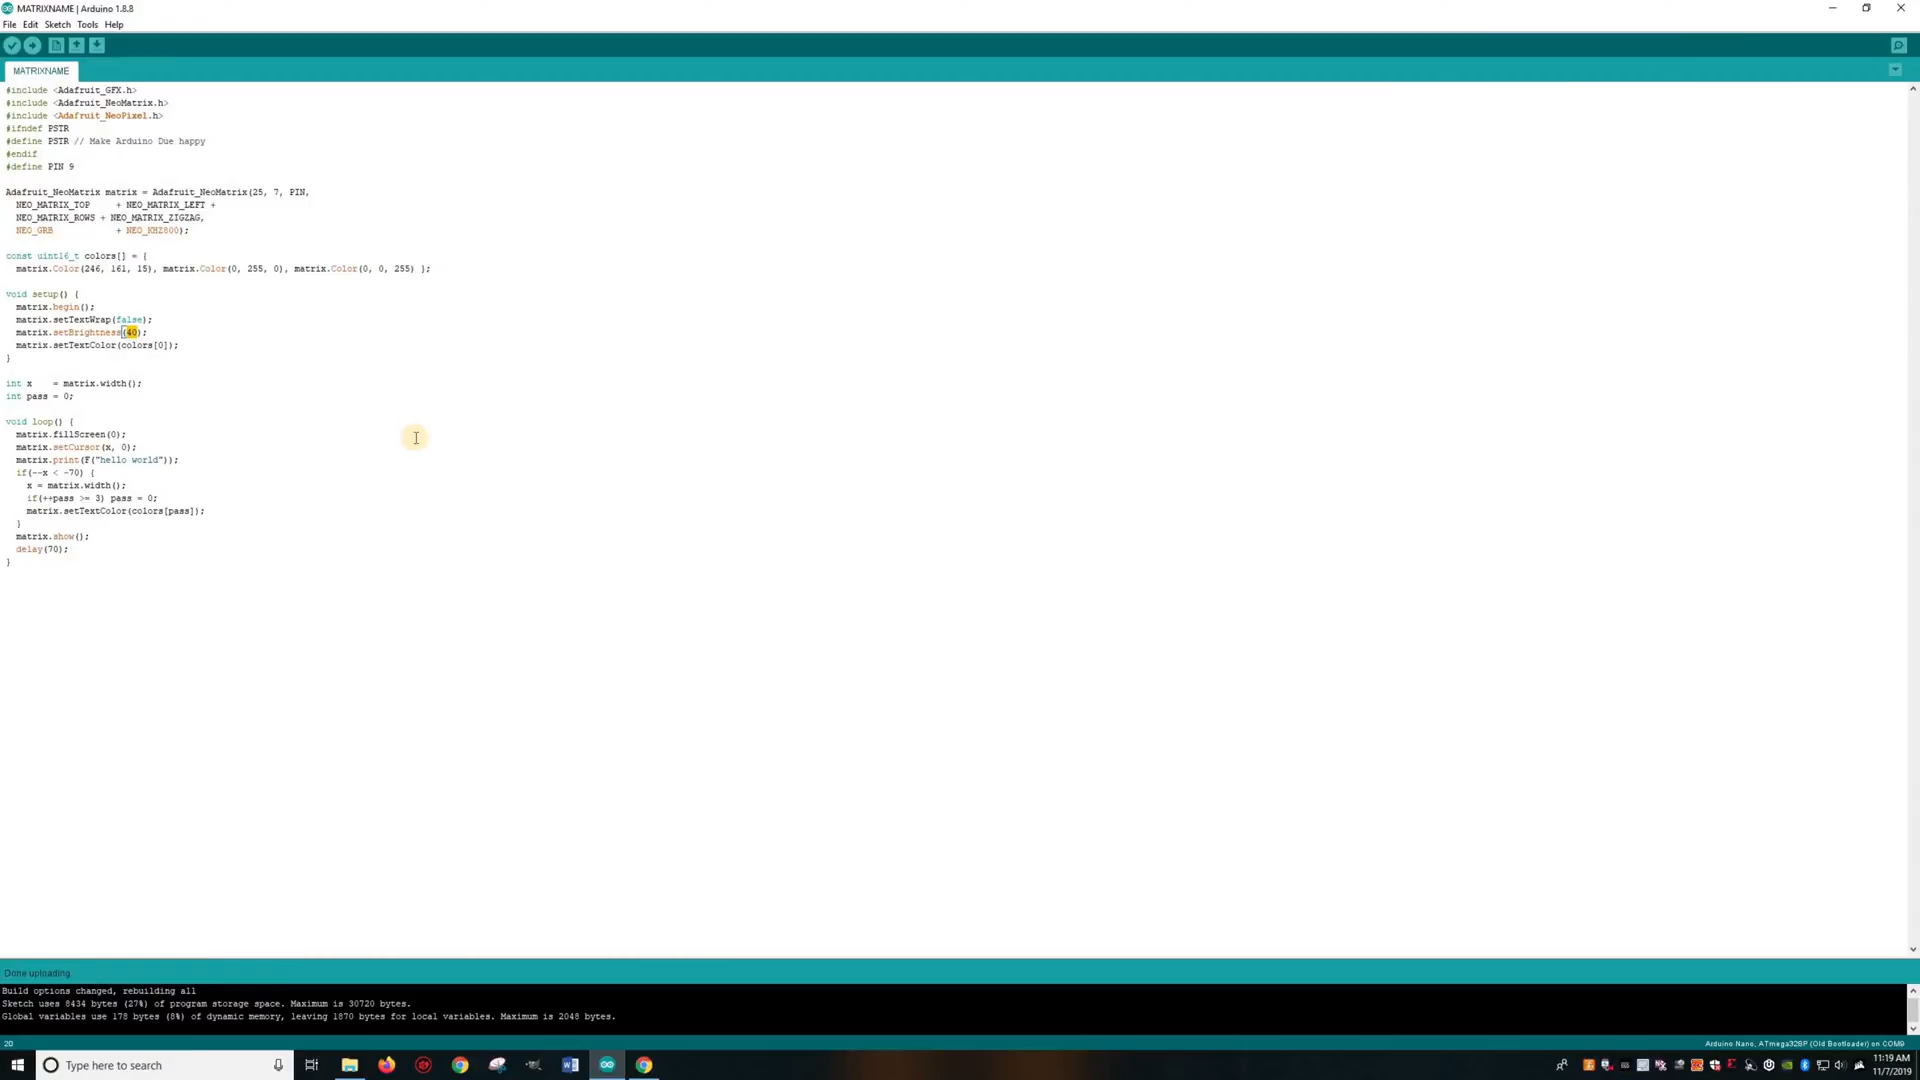 MATRIXNAME | Arduino 1.8.8
File Edit Sketch Tools Help
MATRIXNAME
#include <Adafruit_GFX.h>
#include <Adafruit_NeoMatrix.h>
#include <Adafruit_NeoPixel.h>
#ifndef PSTR
#define PSTR // Make Arduino Due happy
#endif
#define PIN 9
Adafruit_NeoMatrix matrix = Adafruit_NeoMatrix(25, 7, PIN,
  NEO_MATRIX_TOP     + NEO_MATRIX_LEFT +
  NEO_MATRIX_ROWS + NEO_MATRIX_ZIGZAG,
  NEO_GRB            + NEO_KHZ800);
const uint16_t colors[] = {
  matrix.Color(246, 161, 15), matrix.Color(0, 255, 0), matrix.Color(0, 0, 255) };
void setup() {
  matrix.begin();
  matrix.setTextWrap(false);
  matrix.setBrightness(40);
  matrix.setTextColor(colors[0]);
}
int x    = matrix.width();
int pass = 0;
void loop() {
  matrix.fillScreen(0);
  matrix.setCursor(x, 0);
  matrix.print(F("hello world"));
  if(--x < -70) {
    x = matrix.width();
    if(++pass >= 3) pass = 0;
    matrix.setTextColor(colors[pass]);
  }
  matrix.show();
  delay(70);
}
Done uploading.
Build options changed, rebuilding all
Sketch uses 8434 bytes (27%) of program storage space. Maximum is 30720 bytes.
Global variables use 178 bytes (8%) of dynamic memory, leaving 1870 bytes for local variables. Maximum is 2048 bytes.
20
Arduino Nano, ATmega328P (Old Bootloader) on COM9
Type here to search
11:19 AM
11/7/2019